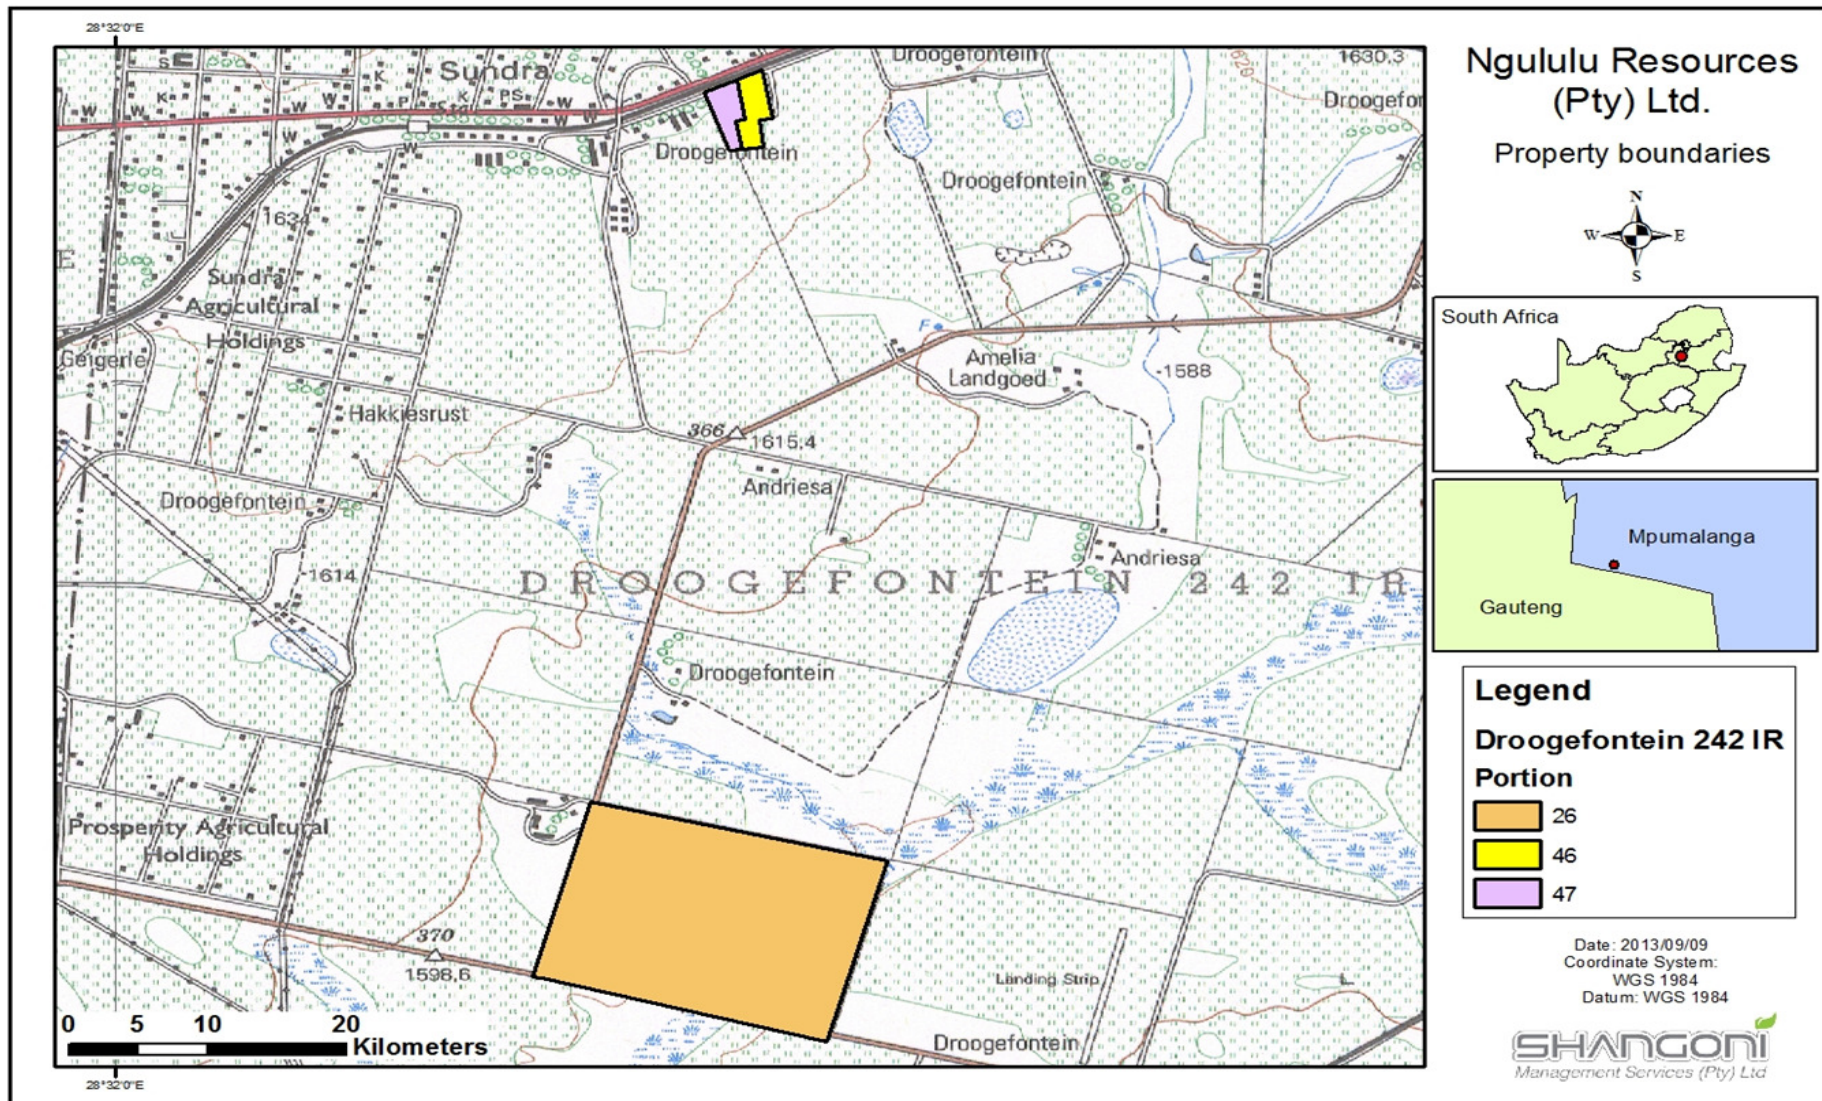 28°32'0"E
Droogefontein
1630.3
S
Sundra
K
K
K
W
W
W
P
Str
PS
W
W
W
W
W
W
Droogefor
Droogefontein
Droogefontein
1634
E
Sundra
Agricultural
Holdings
F
F
Geigerle
Amelia
Landgoed
-1588
Hakkiesrust
366
1615.4
Andriesa
Droogefontein
Andriesa
-1614
DROOGEFONTEIN 242 IR
Droogefontein
Prosperity Agricultural
Holdings
370
1598,6
Landing Strip
L
Droogefontein
0 5 10 20
Kilometers
28°32'0"E
Ngululu Resources
(Pty) Ltd.
Property boundaries
N
W E
S
South Africa
Mpumalanga
Gauteng
Legend
Droogefontein 242 IR
Portion
26
46
47
Date: 2013/09/09
Coordinate System:
WGS 1984
Datum: WGS 1984
SHANGONI
Management Services (Pty) Ltd